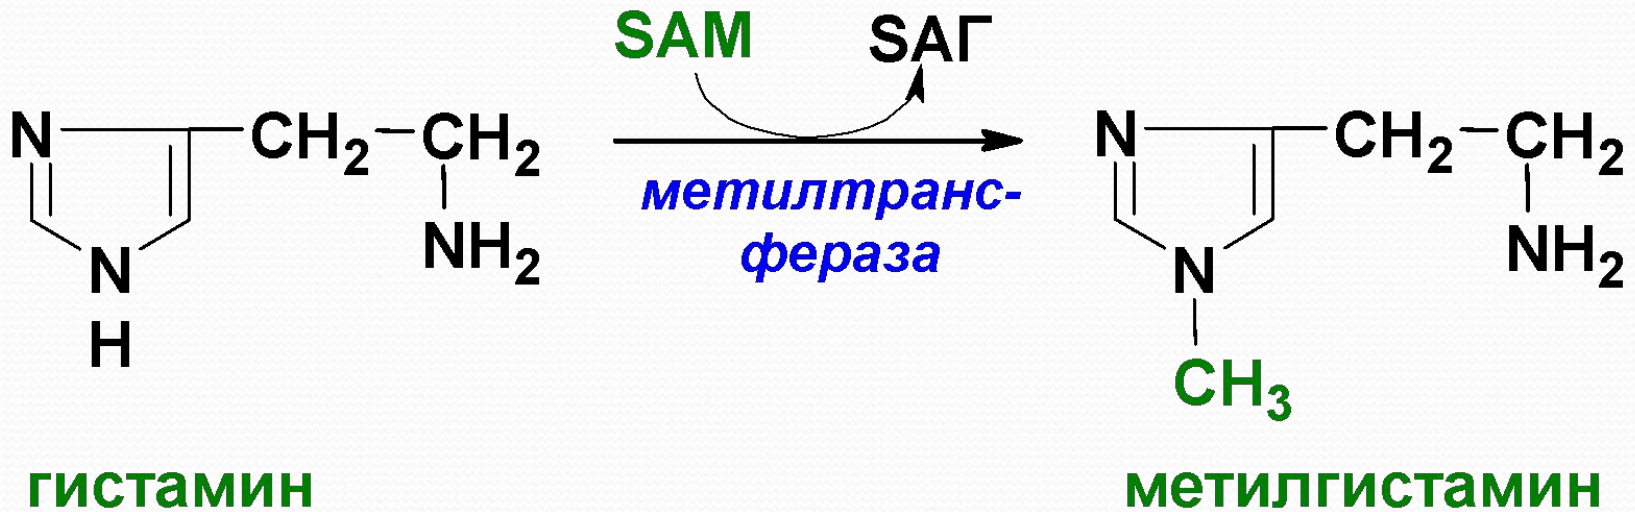 SAM SAГ
N CH₂ CH₂ N CH₂ CH₂
метилтранс-
фераза
NH₂ NH₂
N N
H
CH₃
гистамин метилгистамин